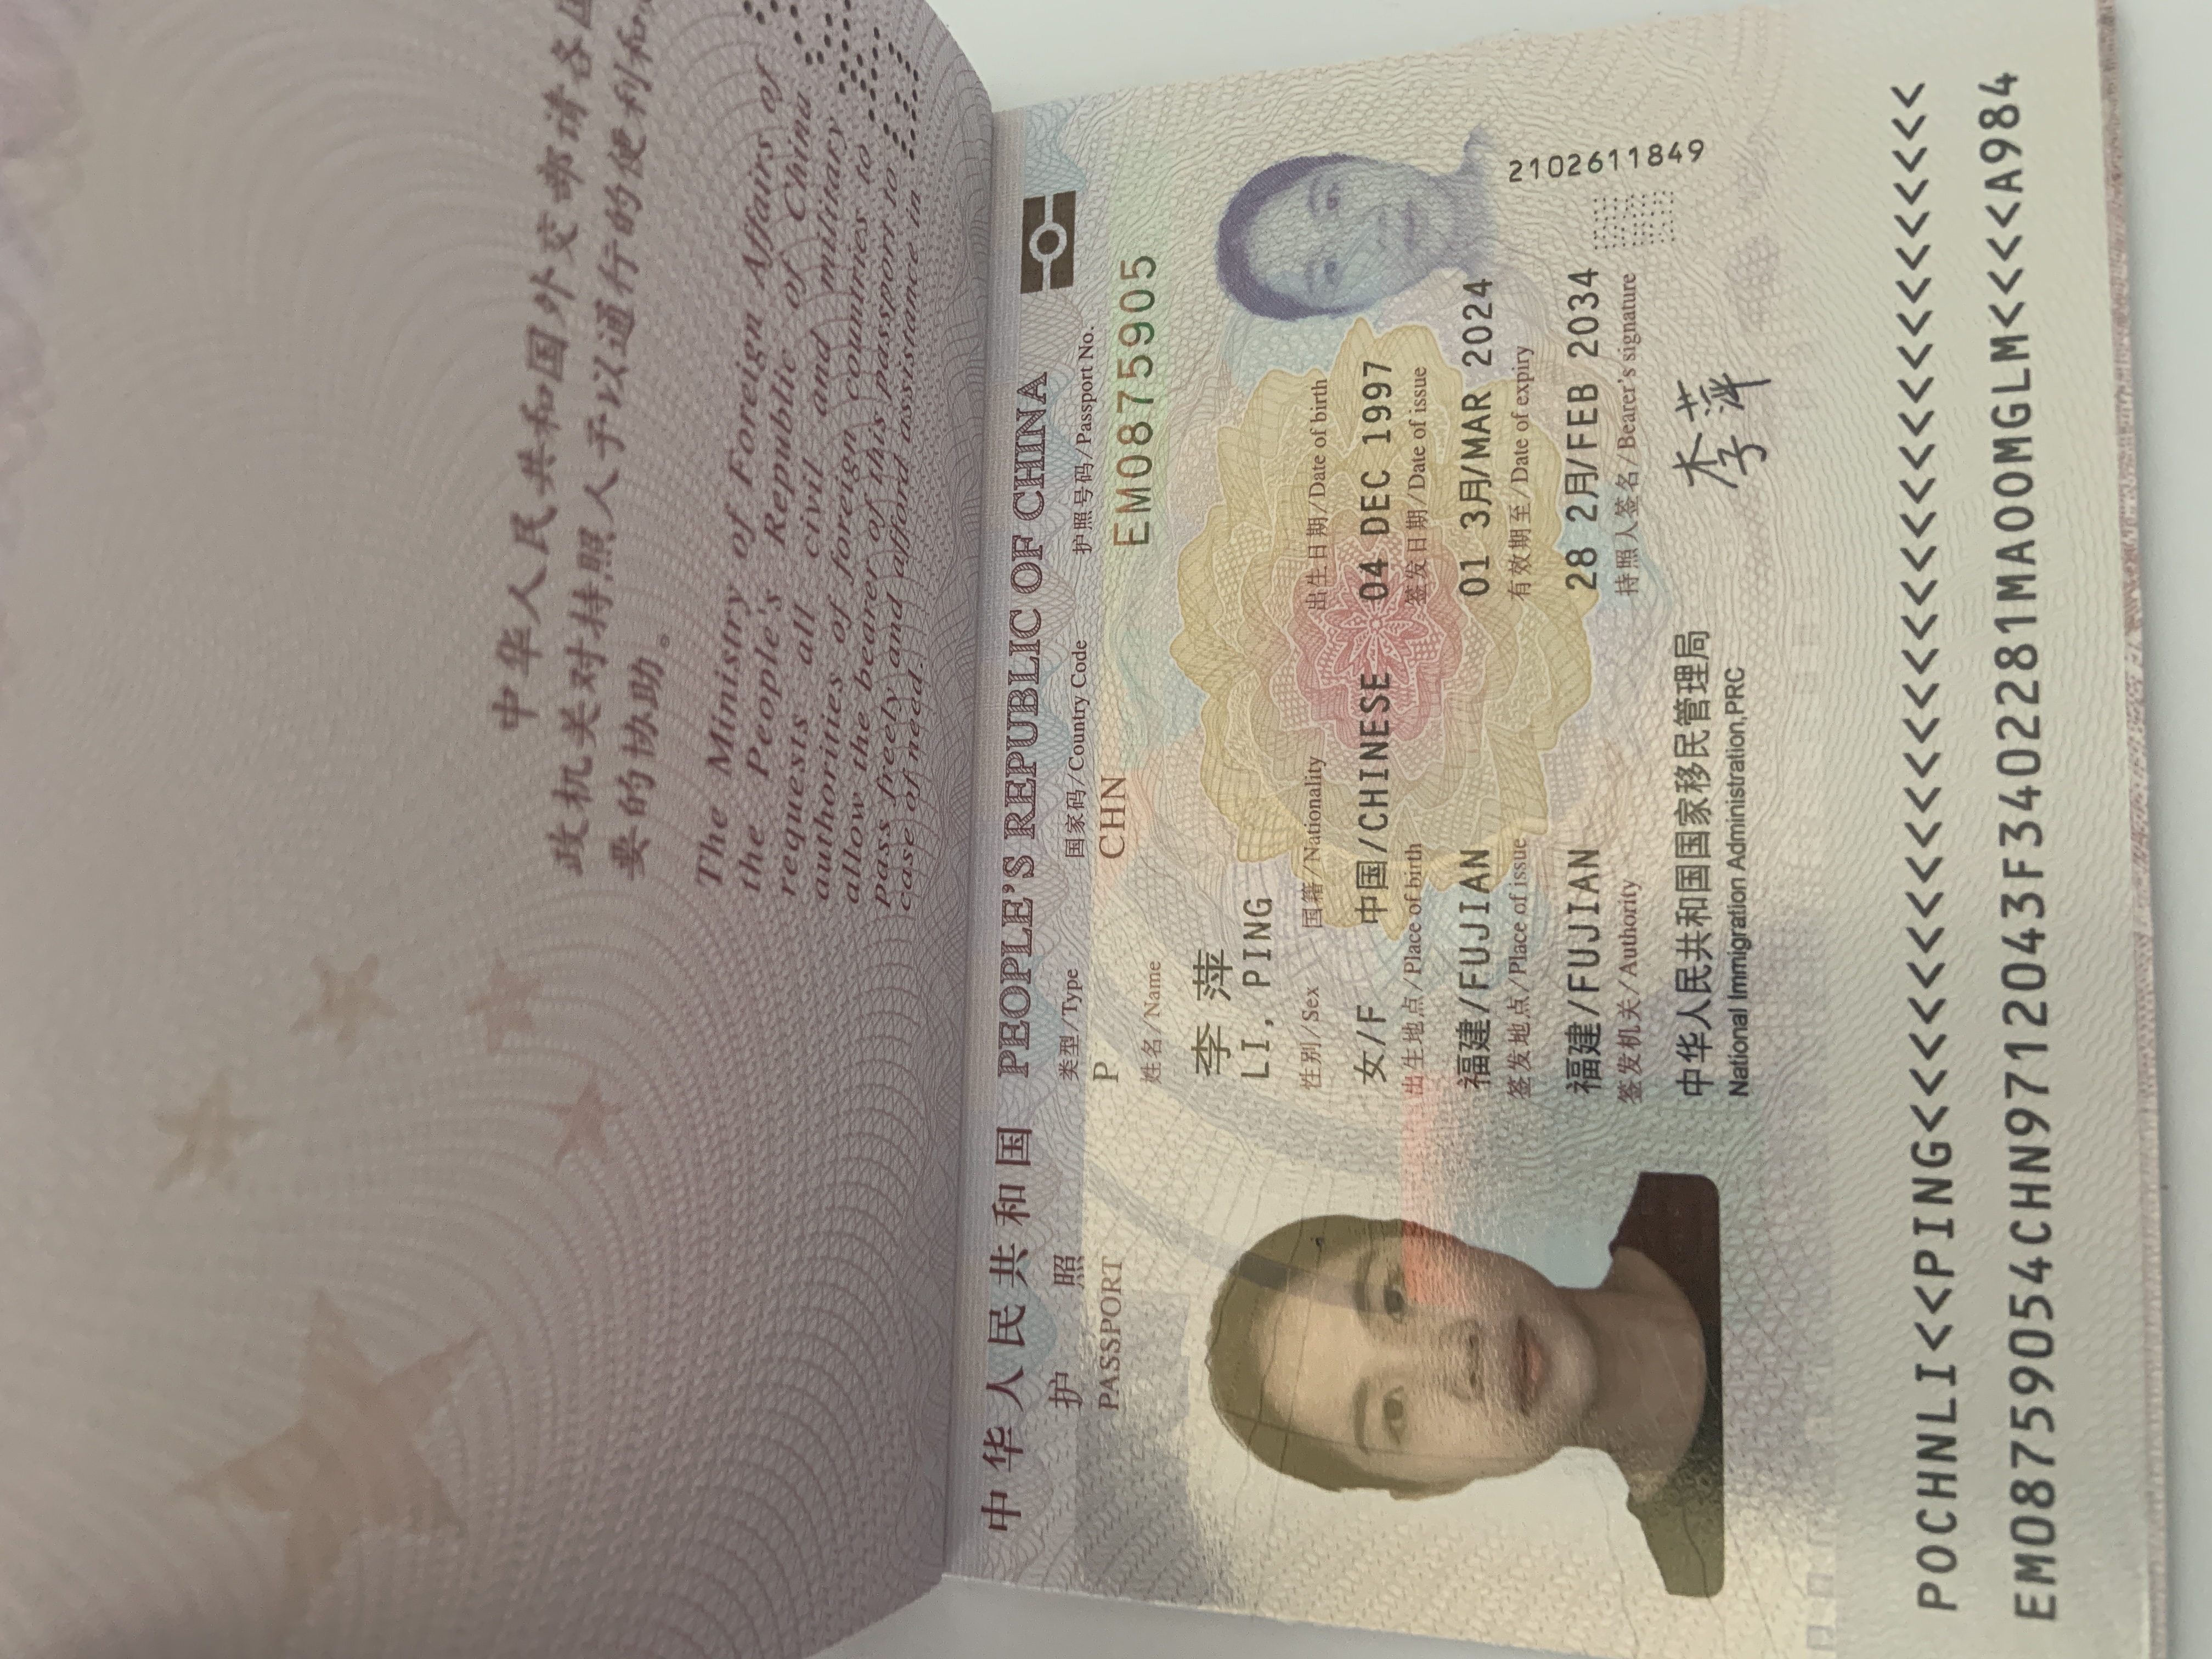 中华人民共和国外交部请各国
政机关对持照人予以通行的便利和
要的协助。
The Ministry of Foreign Affairs of
the People's Republic of China
requests all civil and military
authorities of foreign countries to
allow the bearer of this passport to
pass freely and afford assistance in
case of need.
中华人民共和国 PEOPLE'S REPUBLIC OF CHINA
护 照 类型/Type 国家码/Country Code 护照号码/Passport No.
PASSPORT P CHN EM0875905
姓名/Name
李萍
LI, PING
性别/Sex 国籍/Nationality 出生日期/Date of birth
女/F 中国/CHINESE 04 DEC 1997
出生地点/Place of birth 签发日期/Date of issue
福建/FUJIAN 01 3月/MAR 2024
签发地点/Place of issue 有效期至/Date of expiry
福建/FUJIAN 28 2月/FEB 2034
签发机关/Authority 持照人签名/Bearer's signature
中华人民共和国国家移民管理局 李萍
National Immigration Administration,PRC
2102611849
POCHNLI<<PING<<<<<<<<<<<<<<<<<<<<<<<<<<<<<<<
EM08759054CHN9712043F3402281MA00MGLM<<<<A984